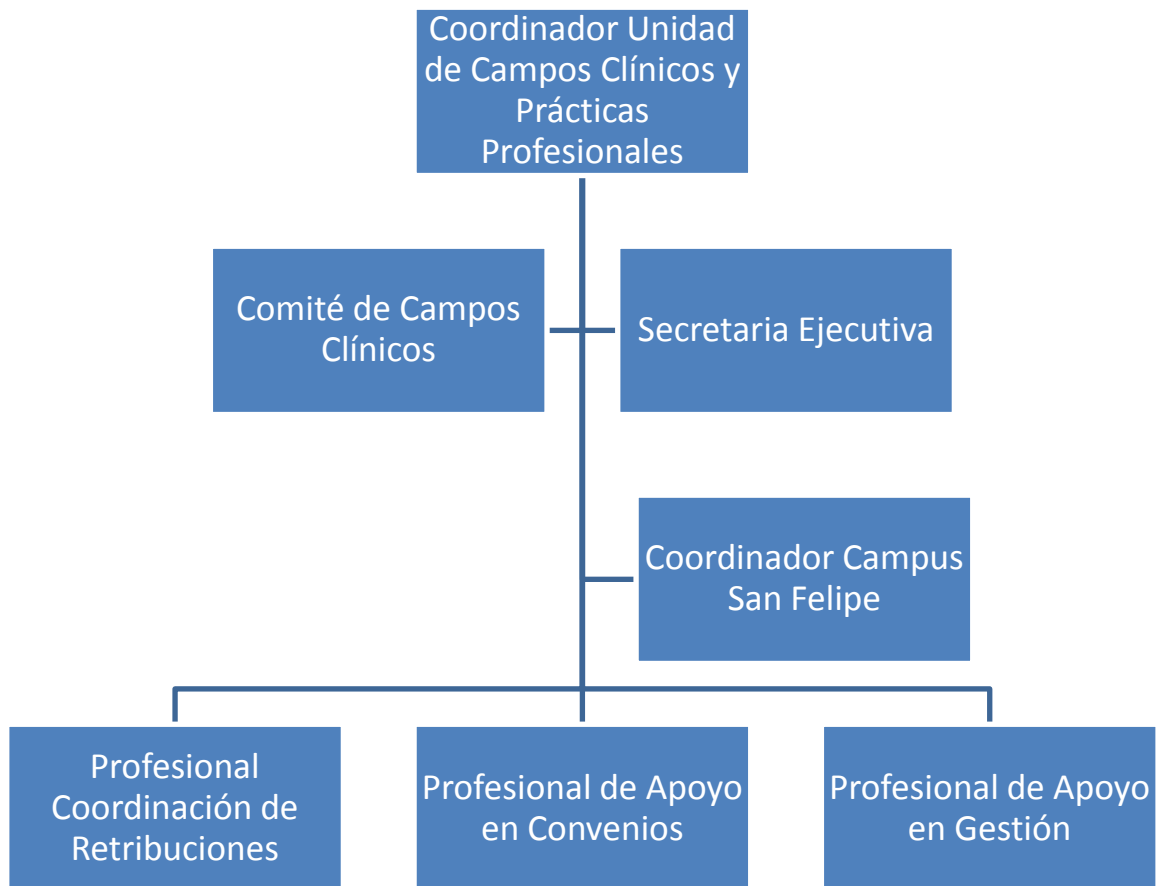 Coordinador Unidad
de Campos Clínicos y
Prácticas
Profesionales
Comité de Campos
Clínicos
Secretaria Ejecutiva
Coordinador Campus
San Felipe
Profesional
Coordinación de
Retribuciones
Profesional de Apoyo
en Convenios
Profesional de Apoyo
en Gestión